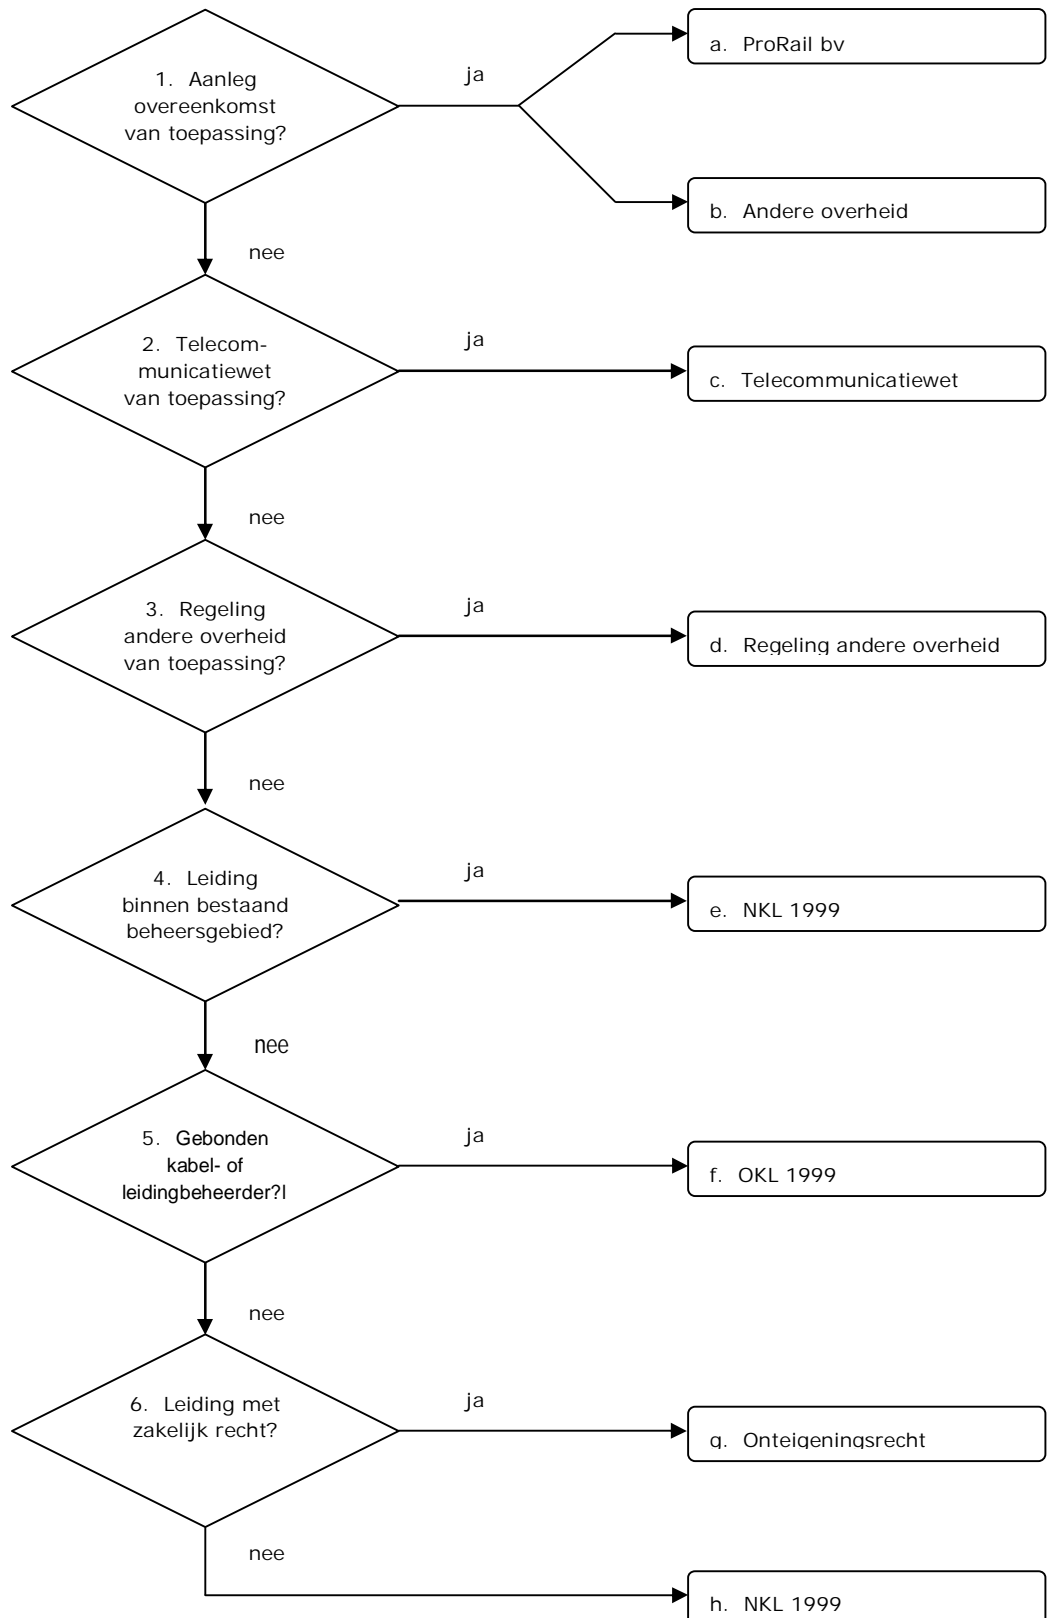 a. ProRail bv
1. Aanleg
overeenkomst
van toepassing?
ja
b. Andere overheid
nee
2. Telecom-
municatiewet
van toepassing?
ja
c. Telecommunicatiewet
nee
3. Regeling
andere overheid
van toepassing?
ja
d. Regeling andere overheid
nee
4. Leiding
binnen bestaand
beheersgebied?
ja
e. NKL 1999
nee
5. Gebonden
kabel- of
leidingbeheerder?l
ja
f. OKL 1999
nee
6. Leiding met
zakelijk recht?
ja
g. Onteigeningsrecht
nee
h. NKL 1999